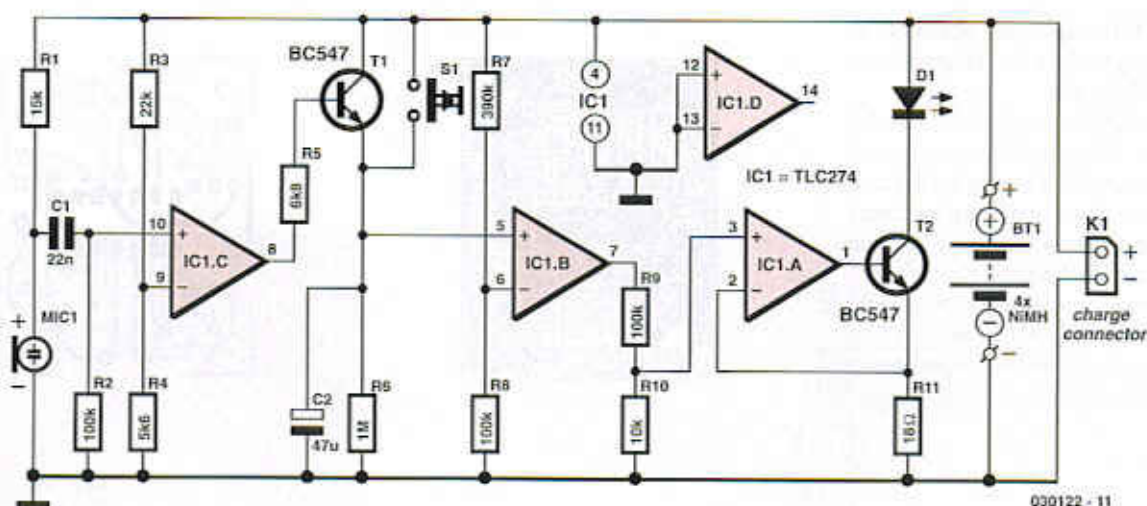 R1
15k
C1
22n
MIC1
+
–
R2
100k
R3
22k
R4
5k6
10
+
9
–
IC1.C
8
R5
6k8
BC547
T1
S1
C2
47u
R6
1M
R7
390k
R8
100k
5
+
6
–
IC1.B
7
R9
100k
R10
10k
4
IC1
11
12
+
13
–
IC1.D
14
IC1 = TLC274
3
+
2
–
IC1.A
1
T2
BC547
D1
R11
18Ω
+
+
BT1
4x
NiMH
–
–
K1
+
–
charge
connector
030122 - 11